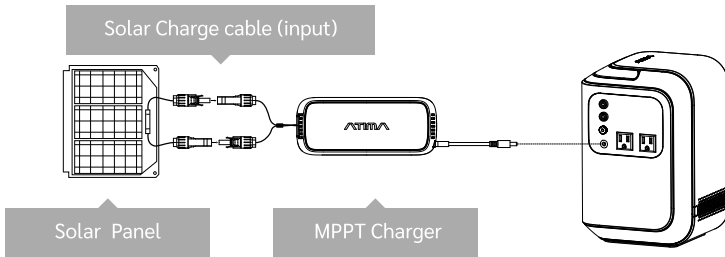 Solar Charge cable (input)
ATIMA
Solar Panel
MPPT Charger